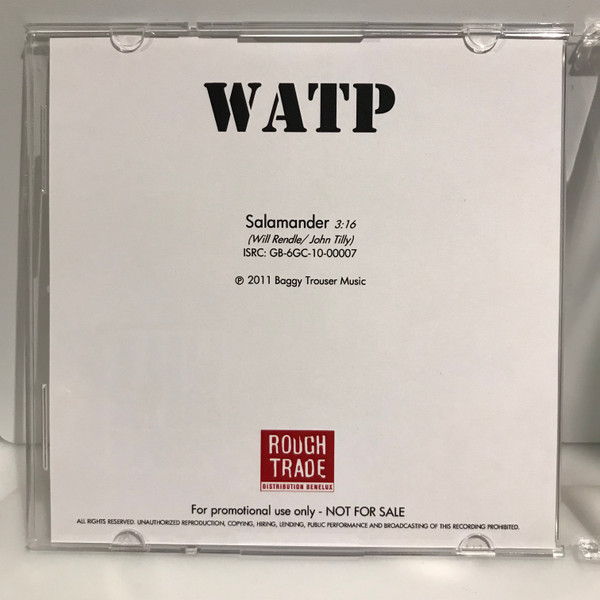 WATP
Salamander 3:16
(Will Rendle/ John Tilly)
ISRC: GB-6GC-10-00007
℗ 2011 Baggy Trouser Music
ROUGH
TRADE
DISTRIBUTION BENELUX
For promotional use only - NOT FOR SALE
ALL RIGHTS RESERVED. UNAUTHORIZED REPRODUCTION, COPYING, HIRING, LENDING, PUBLIC PERFORMANCE AND BROADCASTING OF THIS RECORDING PROHIBITED.